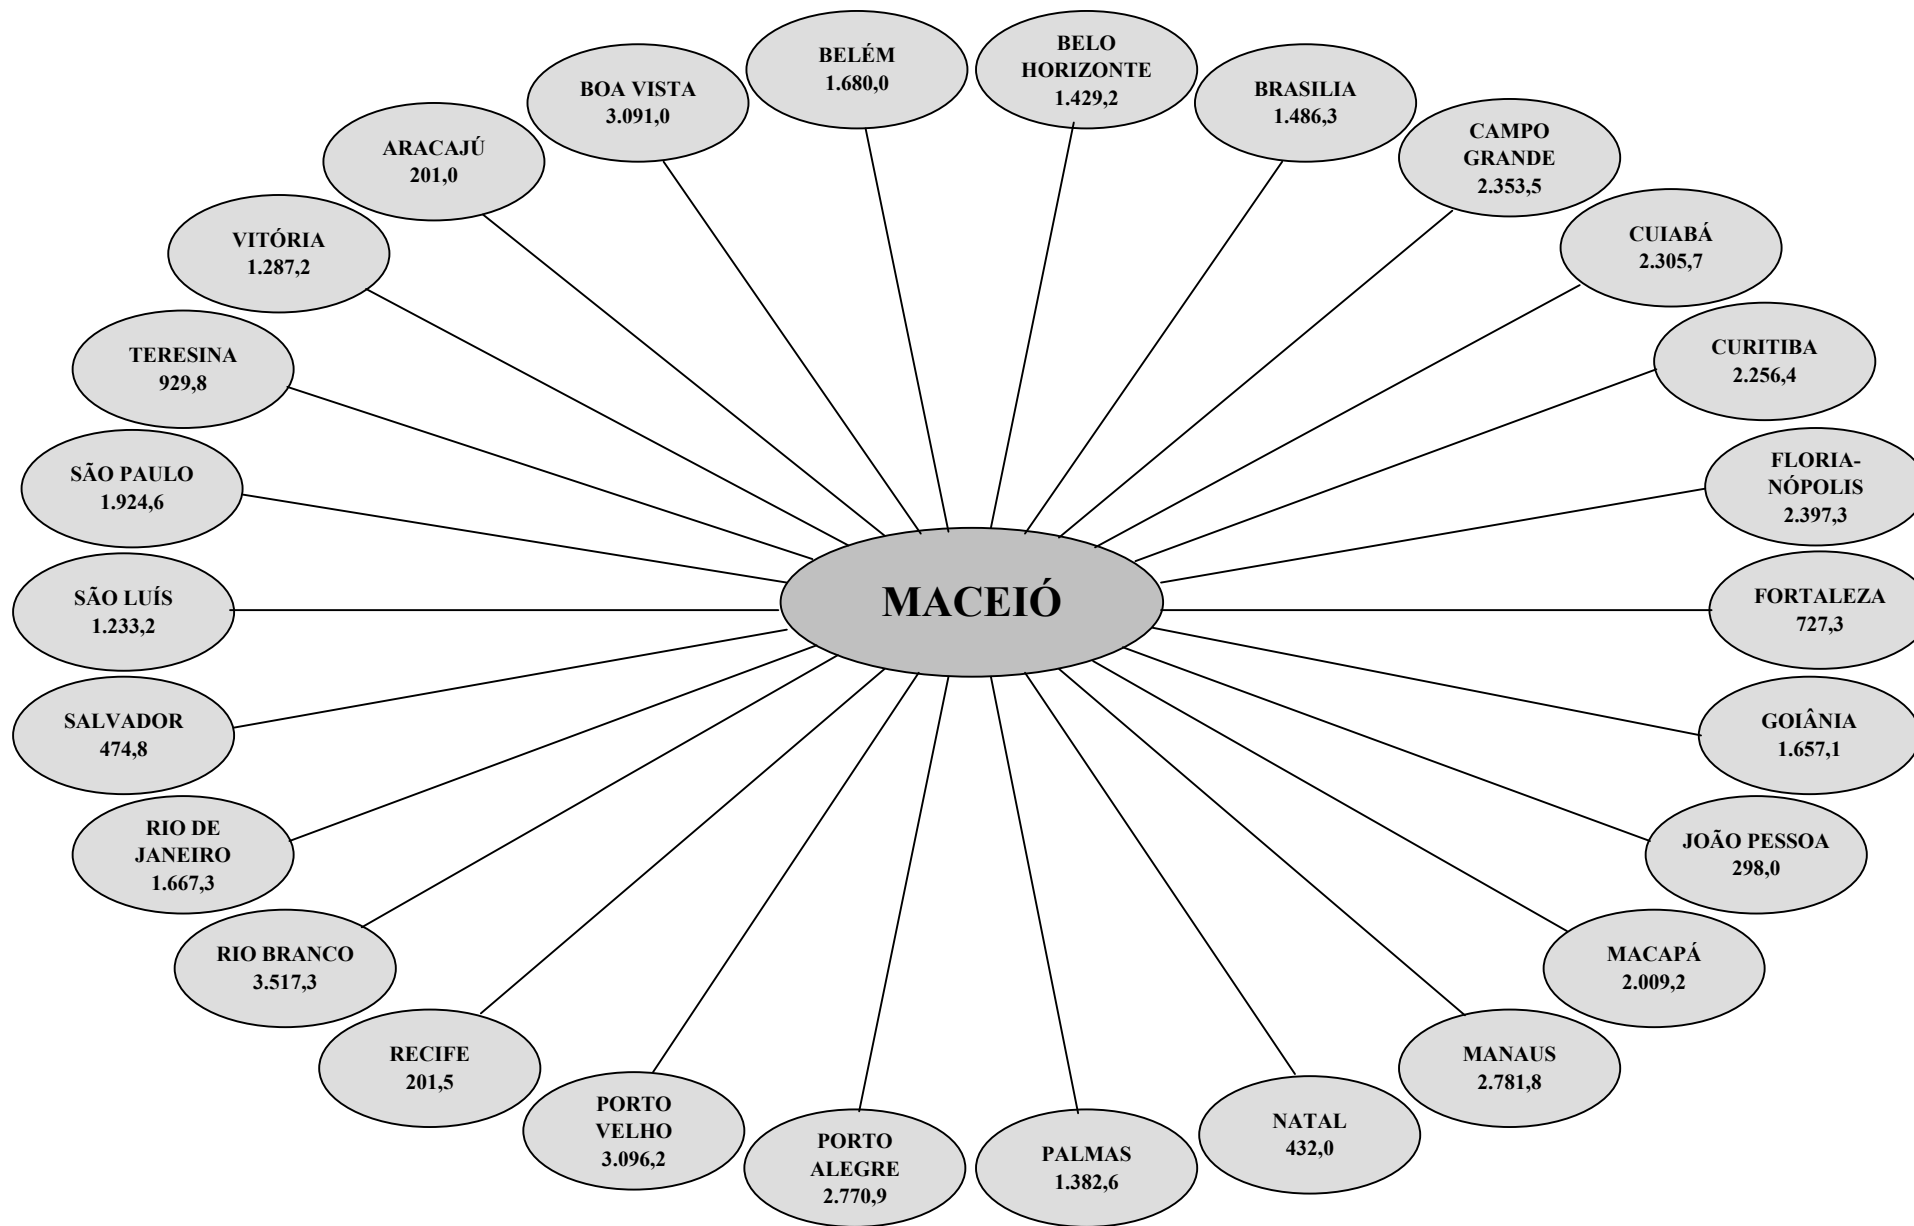 BELO
HORIZONTE
1.429,2
BELÉM
1.680,0
BOA VISTA
3.091,0
BRASILIA
1.486,3
CAMPO
GRANDE
2.353,5
ARACAJÚ
201,0
VITÓRIA
1.287,2
CUIABÁ
2.305,7
TERESINA
929,8
CURITIBA
2.256,4
SÃO PAULO
1.924,6
FLORIA-
NÓPOLIS
2.397,3
MACEIÓ
SÃO LUÍS
1.233,2
FORTALEZA
727,3
SALVADOR
474,8
GOIÂNIA
1.657,1
RIO DE
JANEIRO
1.667,3
JOÃO PESSOA
298,0
RIO BRANCO
3.517,3
MACAPÁ
2.009,2
RECIFE
201,5
MANAUS
2.781,8
PORTO
VELHO
3.096,2
NATAL
432,0
PORTO
ALEGRE
2.770,9
PALMAS
1.382,6